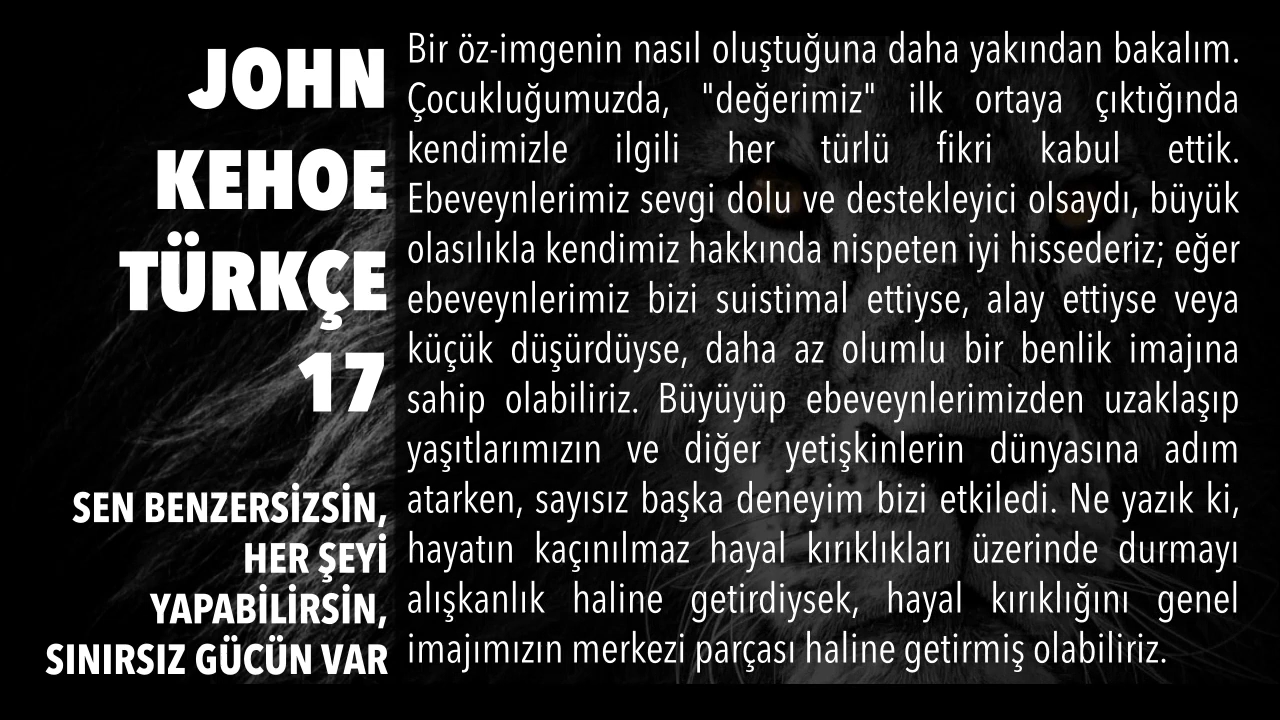 JOHN
KEHOE
TÜRKÇE
17
SEN BENZERSİZSİN,
HER ŞEYİ
YAPABİLİRSİN,
SINIRSIZ GÜCÜN VAR
Bir öz-imgenin nasıl oluştuğuna daha yakından bakalım.
Çocukluğumuzda, "değerimiz" ilk ortaya çıktığında
kendimizle ilgili her türlü fikri kabul ettik.
Ebeveynlerimiz sevgi dolu ve destekleyici olsaydı, büyük
olasılıkla kendimiz hakkında nispeten iyi hissederiz; eğer
ebeveynlerimiz bizi suistimal ettiyse, alay ettiyse veya
küçük düşürdüyse, daha az olumlu bir benlik imajına
sahip olabiliriz. Büyüyüp ebeveynlerimizden uzaklaşıp
yaşıtlarımızın ve diğer yetişkinlerin dünyasına adım
atarken, sayısız başka deneyim bizi etkiledi. Ne yazık ki,
hayatın kaçınılmaz hayal kırıklıkları üzerinde durmayı
alışkanlık haline getirdiysek, hayal kırıklığını genel
imajımızın merkezi parçası haline getirmiş olabiliriz.